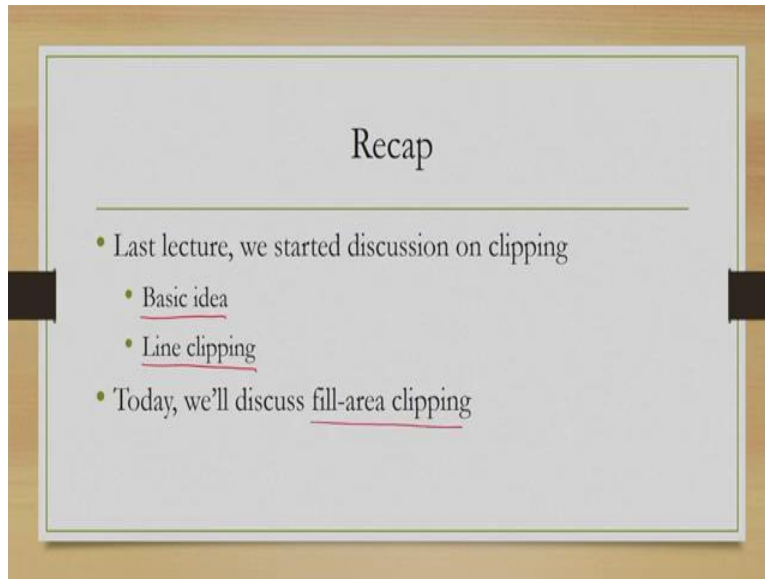 Recap
• Last lecture, we started discussion on clipping
• Basic idea
• Line clipping
• Today, we'll discuss fill-area clipping